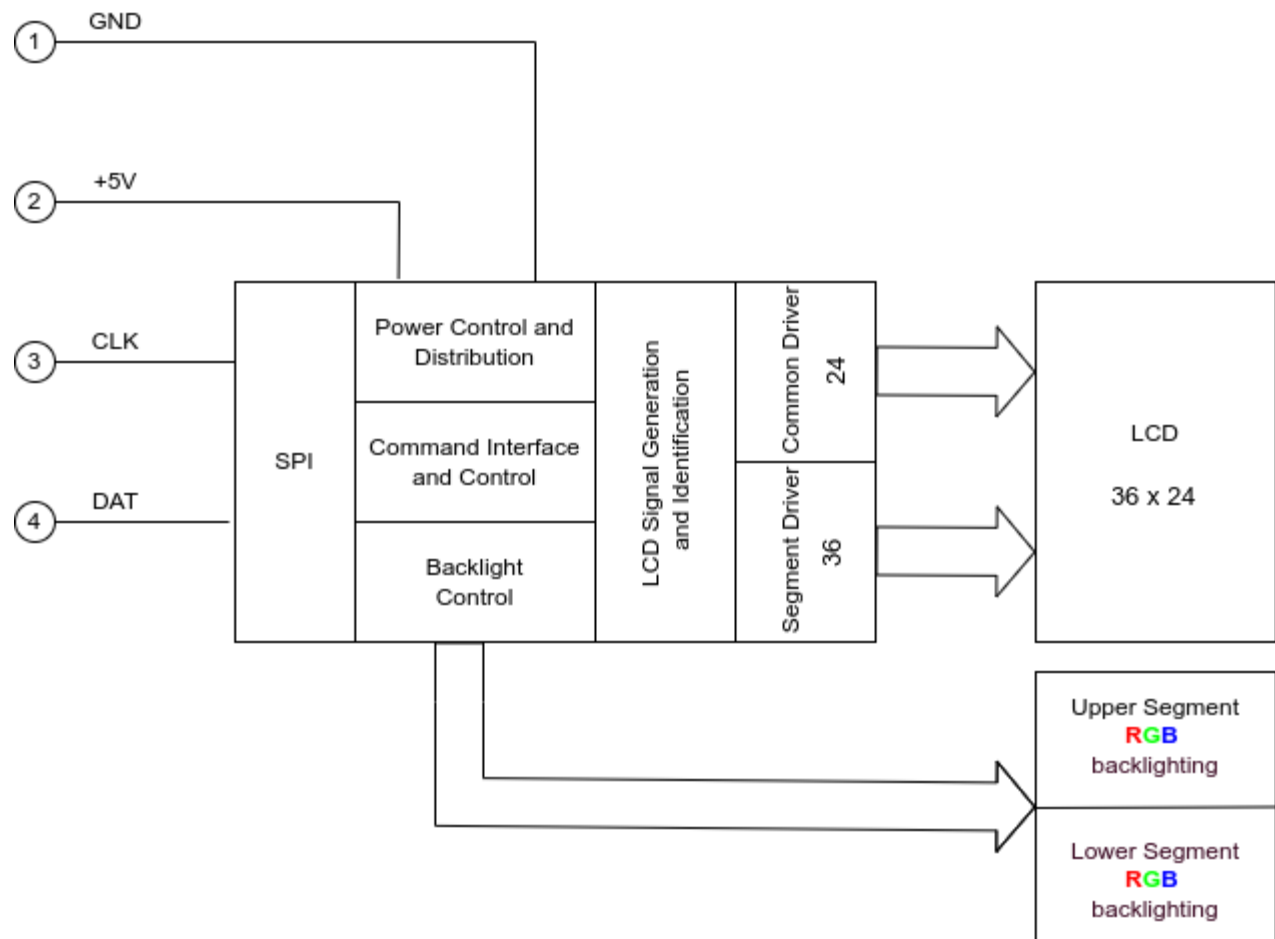 GND
1
+5V
2
CLK
3
DAT
4
SPI
Power Control and
Distribution
Command Interface
and Control
Backlight
Control
LCD Signal Generation
and Identification
Common Driver
24
Segment Driver
36
LCD
36 x 24
Upper Segment
RGB
backlighting
Lower Segment
RGB
backlighting